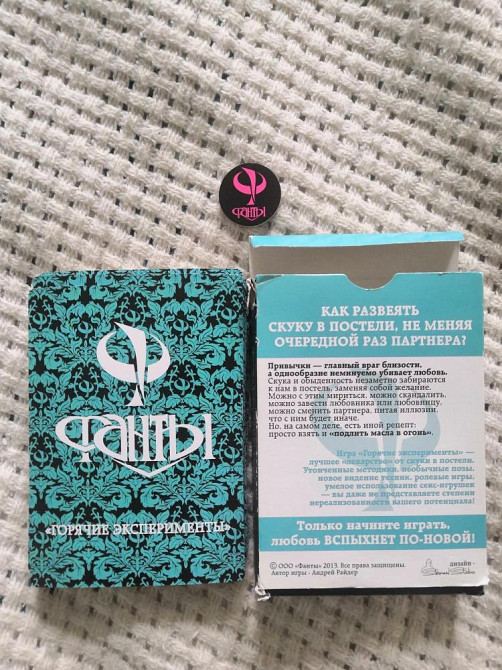 ФАНТЫ
ФАНТЫ
«ГОРЯЧИЕ ЭКСПЕРИМЕНТЫ»
КАК РАЗВЕЯТЬ
СКУКУ В ПОСТЕЛИ, НЕ МЕНЯЯ
ОЧЕРЕДНОЙ РАЗ ПАРТНЕРА?
Привычки — главный враг близости,
а однообразие неминуемо убивает любовь.
Скука и обыденность незаметно забираются
к нам в постель, заменяя собой желание.
Можно с этим мириться, можно скандалить,
можно завести любовника или любовницу,
можно сменить партнера, питая иллюзии,
что с ним будет иначе.
Но, на самом деле, есть иной рецепт:
просто взять и «подлить масла в огонь».
Игра «Горячие эксперименты» —
лучшее «лекарство» от скуки в постели.
Утонченные методики, необычные позы,
новое видение техник, ролевые игры,
умелое использование секс-игрушек
— вы даже не представляете степени
нереализованности вашего потенциала!
Только начните играть,
любовь ВСПЫХНЕТ ПО-НОВОЙ!
© ООО «Фанты» 2013. Все права защищены.
Автор игры - Андрей Райдер
дизайн -